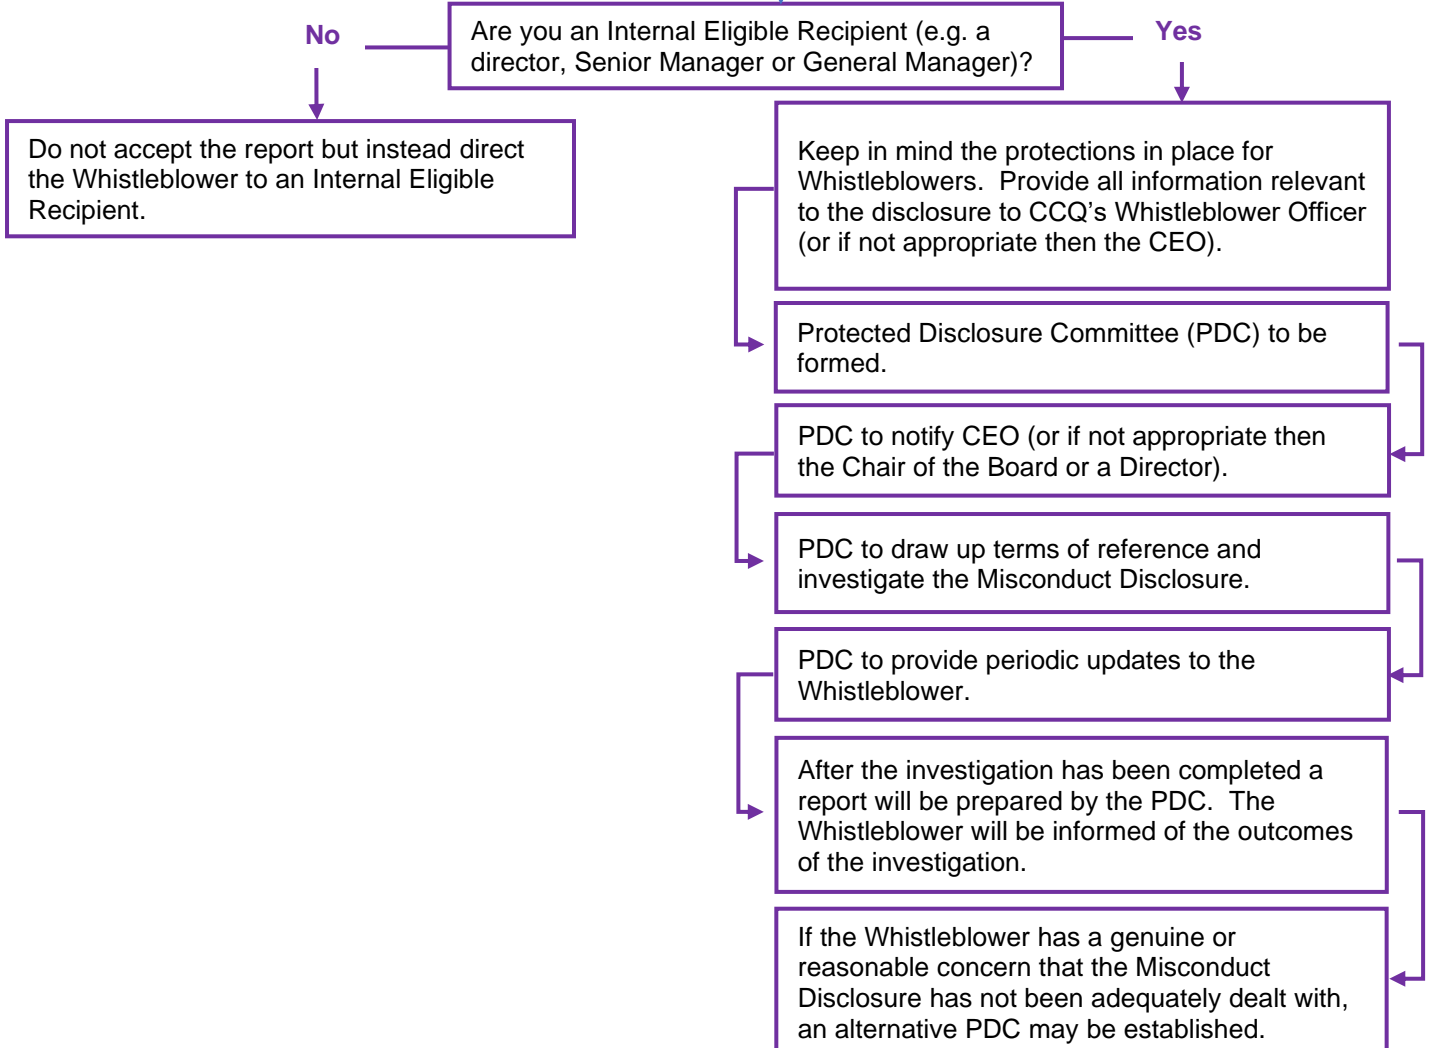 Are you an Internal Eligible Recipient (e.g. a
director, Senior Manager or General Manager)?
No
Yes
Do not accept the report but instead direct
the Whistleblower to an Internal Eligible
Recipient.
Keep in mind the protections in place for
Whistleblowers.  Provide all information relevant
to the disclosure to CCQ’s Whistleblower Officer
(or if not appropriate then the CEO).
Protected Disclosure Committee (PDC) to be
formed.
PDC to notify CEO (or if not appropriate then
the Chair of the Board or a Director).
PDC to draw up terms of reference and
investigate the Misconduct Disclosure.
PDC to provide periodic updates to the
Whistleblower.
After the investigation has been completed a
report will be prepared by the PDC.  The
Whistleblower will be informed of the outcomes
of the investigation.
If the Whistleblower has a genuine or
reasonable concern that the Misconduct
Disclosure has not been adequately dealt with,
an alternative PDC may be established.